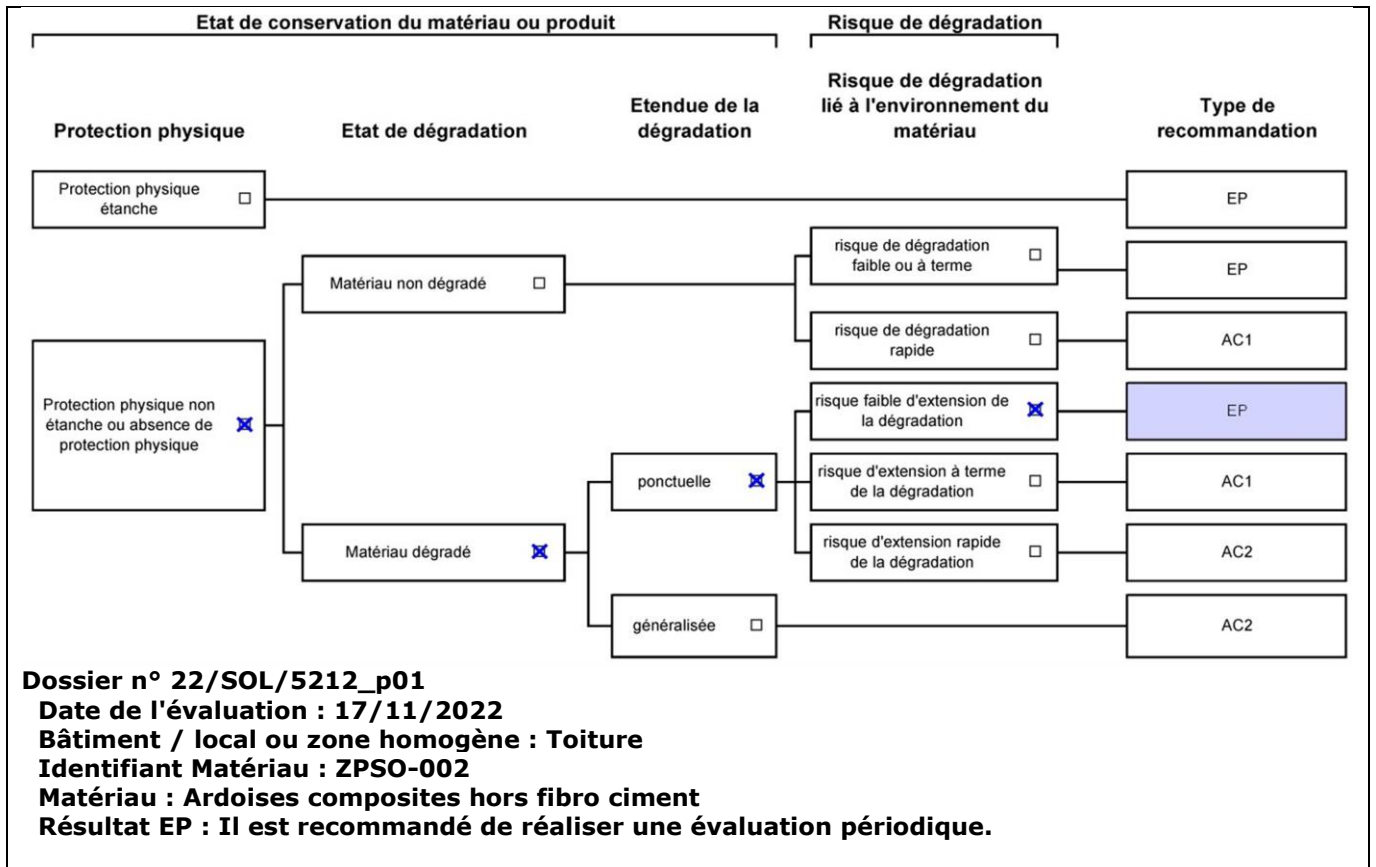 Etat de conservation du matériau ou produit
Risque de dégradation
Protection physique
Etat de dégradation
Etendue de la
dégradation
Risque de dégradation
lié à l'environnement du
matériau
Type de
recommandation
Protection physique
étanche
EP
risque de dégradation
faible ou à terme
EP
Matériau non dégradé
risque de dégradation
rapide
AC1
Protection physique non
étanche ou absence de
protection physique
risque faible d'extension de
la dégradation
EP
ponctuelle
risque d'extension à terme
de la dégradation
AC1
Matériau dégradé
risque d'extension rapide
de la dégradation
AC2
généralisée
AC2
Dossier n° 22/SOL/5212_p01
Date de l'évaluation : 17/11/2022
Bâtiment / local ou zone homogène : Toiture
Identifiant Matériau : ZPSO-002
Matériau : Ardoises composites hors fibro ciment
Résultat EP : Il est recommandé de réaliser une évaluation périodique.